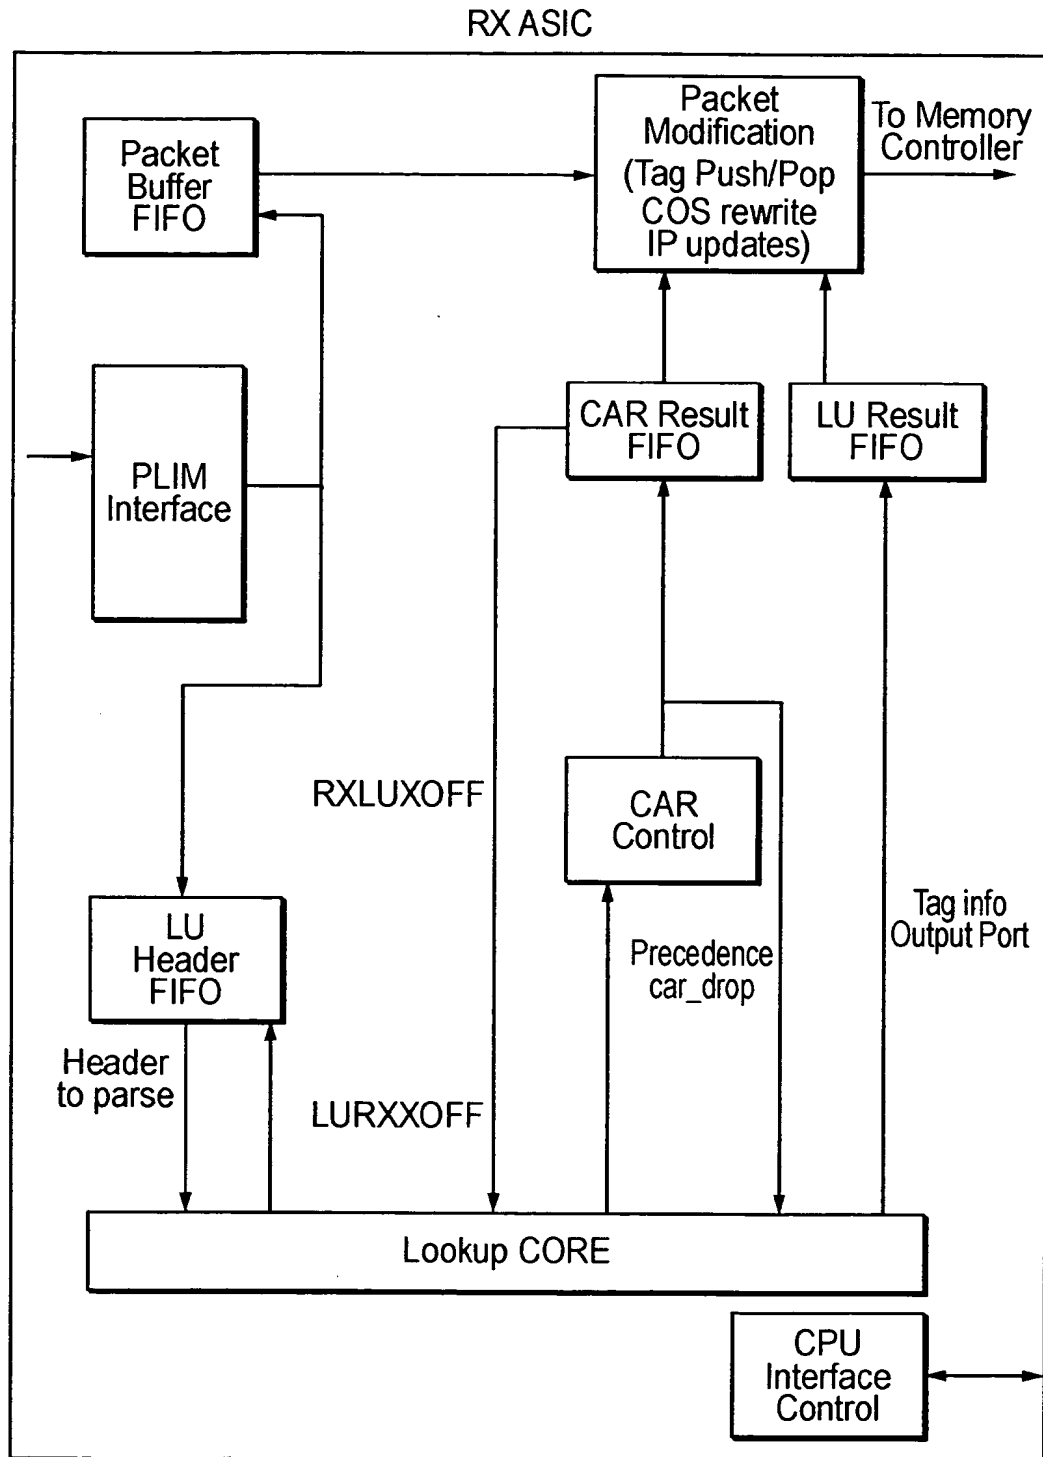 RX ASIC
Packet
Buffer
FIFO
Packet
Modification
(Tag Push/Pop
COS rewrite
IP updates)
To Memory
Controller
PLIM
Interface
CAR Result
FIFO
LU Result
FIFO
RXLUXOFF
CAR
Control
LU
Header
FIFO
Precedence
car_drop
Tag info
Output Port
Header
to parse
LURXXOFF
Lookup CORE
CPU
Interface
Control